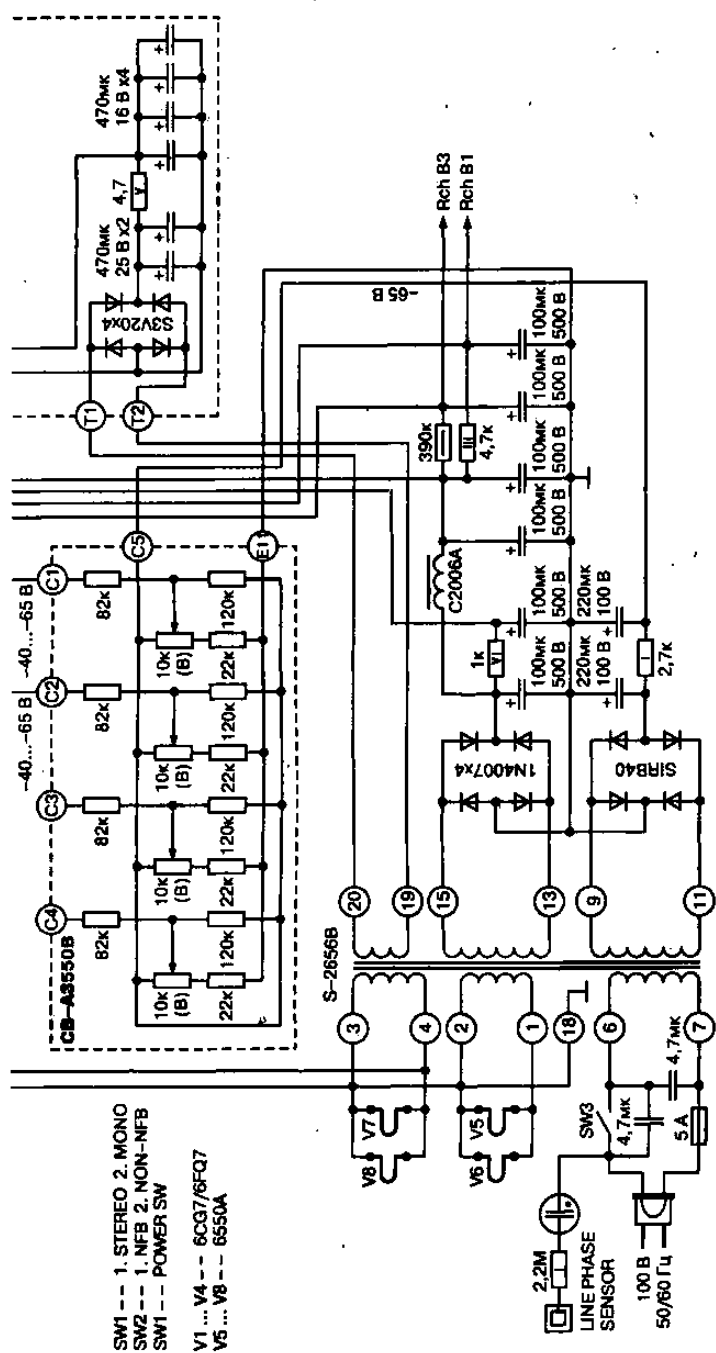 470мк
16 В x4
4,7
470мк
25 В x2
S3V20x4
T1
T2
Rch B3
Rch B1
–65 В
100мк
500 В
100мк
500 В
100мк
500 В
100мк
500 В
100мк
500 В
100мк
500 В
390к
4,7к
C2006A
1к
220мк
100 В
220мк
100 В
2,7к
1N4007x4
SIRB40
C5
E1
C1
C2
C3
C4
–40...–65 В
–40...–65 В
82к
82к
82к
82к
120к
120к
120к
120к
10к
(B)
10к
(B)
10к
(B)
10к
(B)
22к
22к
22к
22к
CB–A3550B
S–2656B
20
19
15
13
9
11
3
4
2
1
18
6
7
V7
V8
V5
V6
SW3
4,7мк
4,7мк
5 А
2,2М
LINE PHASE
SENSOR
100 В
50/60 Гц
SW1 –– 1. STEREO 2. MONO
SW2 –– 1. NFB 2. NON–NFB
SW1 –– POWER SW
V1 ... V4 –– 6CG7/6FQ7
V5 ... V8 –– 6550A